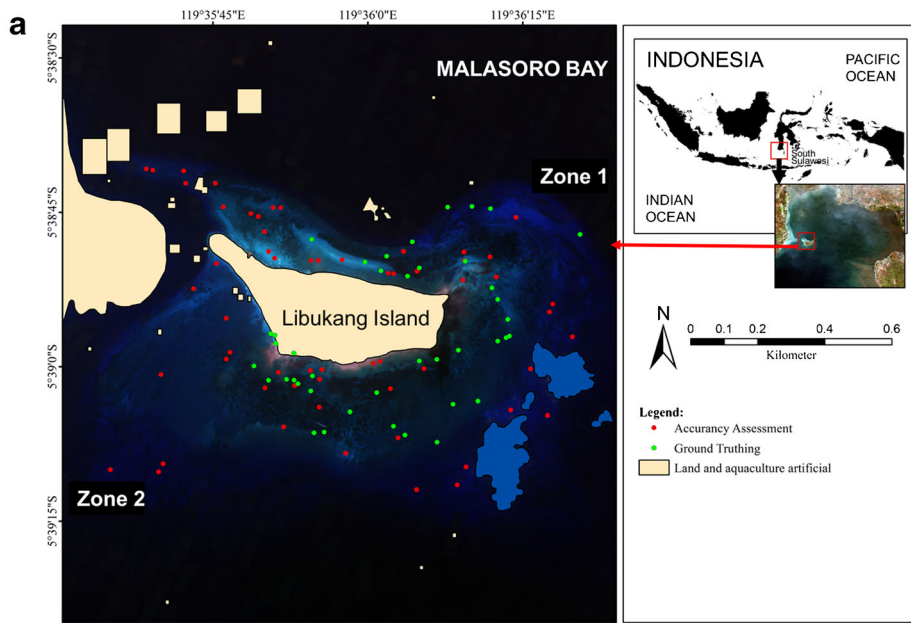 a
119°35'45"E
119°36'0"E
119°36'15"E
5°38'30"S
5°38'45"S
5°39'0"S
5°39'15"S
MALASORO BAY
Zone 1
Libukang Island
Zone 2
INDONESIA
PACIFIC
OCEAN
South
Sulawesi
INDIAN
OCEAN
N
0 0.1 0.2 0.4 0.6
Kilometer
Legend:
Accurancy Assessment
Ground Truthing
Land and aquaculture artificial